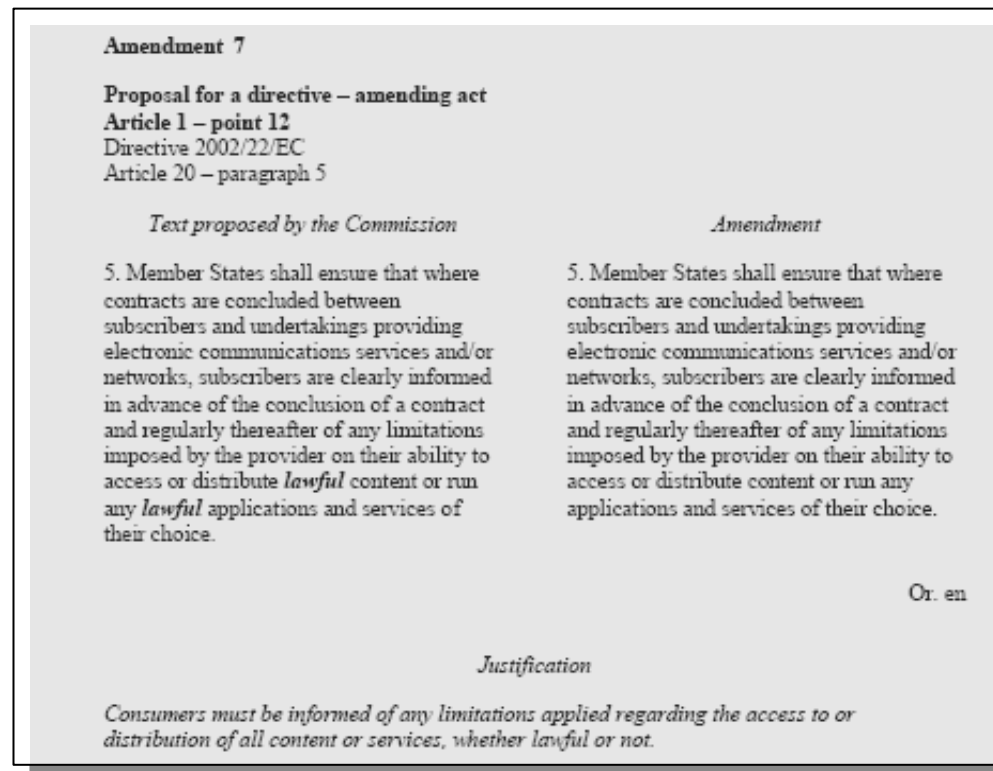 Amendment 7
Proposal for a directive – amending act
Article 1 – point 12
Directive 2002/22/EC
Article 20 – paragraph 5
Text proposed by the Commission
5. Member States shall ensure that where
contracts are concluded between
subscribers and undertakings providing
electronic communications services and/or
networks, subscribers are clearly informed
in advance of the conclusion of a contract
and regularly thereafter of any limitations
imposed by the provider on their ability to
access or distribute lawful content or run
any lawful applications and services of
their choice.
Amendment
5. Member States shall ensure that where
contracts are concluded between
subscribers and undertakings providing
electronic communications services and/or
networks, subscribers are clearly informed
in advance of the conclusion of a contract
and regularly thereafter of any limitations
imposed by the provider on their ability to
access or distribute content or run any
applications and services of their choice.
Or. en
Justification
Consumers must be informed of any limitations applied regarding the access to or
distribution of all content or services, whether lawful or not.